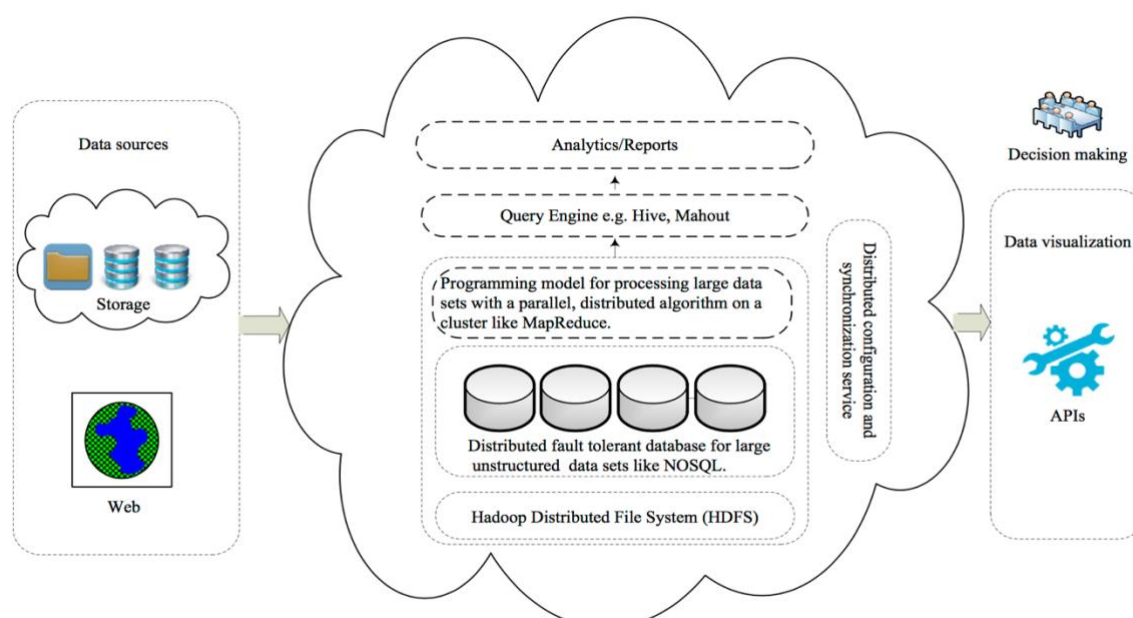 Data sources
Storage
Web
Analytics/Reports
Query Engine e.g. Hive, Mahout
Programming model for processing large data
sets with a parallel, distributed algorithm on a
cluster like MapReduce.
Distributed fault tolerant database for large
unstructured data sets like NOSQL.
Hadoop Distributed File System (HDFS)
Distributed configuration and
synchronization service
Decision making
Data visualization
APIs